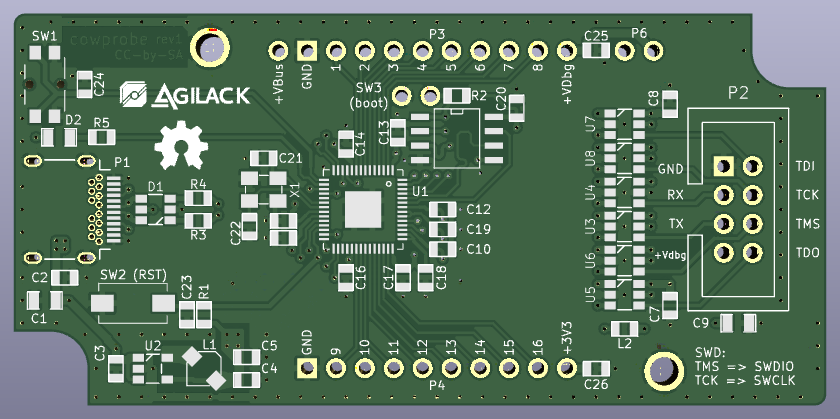 SW1
cowprobe rev1
CC-by-SA
P3
C25
P6
+VBus
GND
1
2
3
4
5
6
7
8
+VDbg
C24
AGILACK
SW3
(boot)
R2
C20
C8
P2
D2
R5
C13
C14
U7
C21
P1
U8
GND
TDI
D1
R4
X1
U1
U4
RX
TCK
C12
R3
C22
C19
U3
TX
TMS
C10
U6
+Vdbg
TDO
C2
SW2 (RST)
C16
C17
C18
U5
C1
C23
R1
C7
C9
L2
C3
U2
L1
C5
C4
GND
9
10
11
12
13
14
15
16
+3V3
P4
C26
SWD:
TMS => SWDIO
TCK => SWCLK